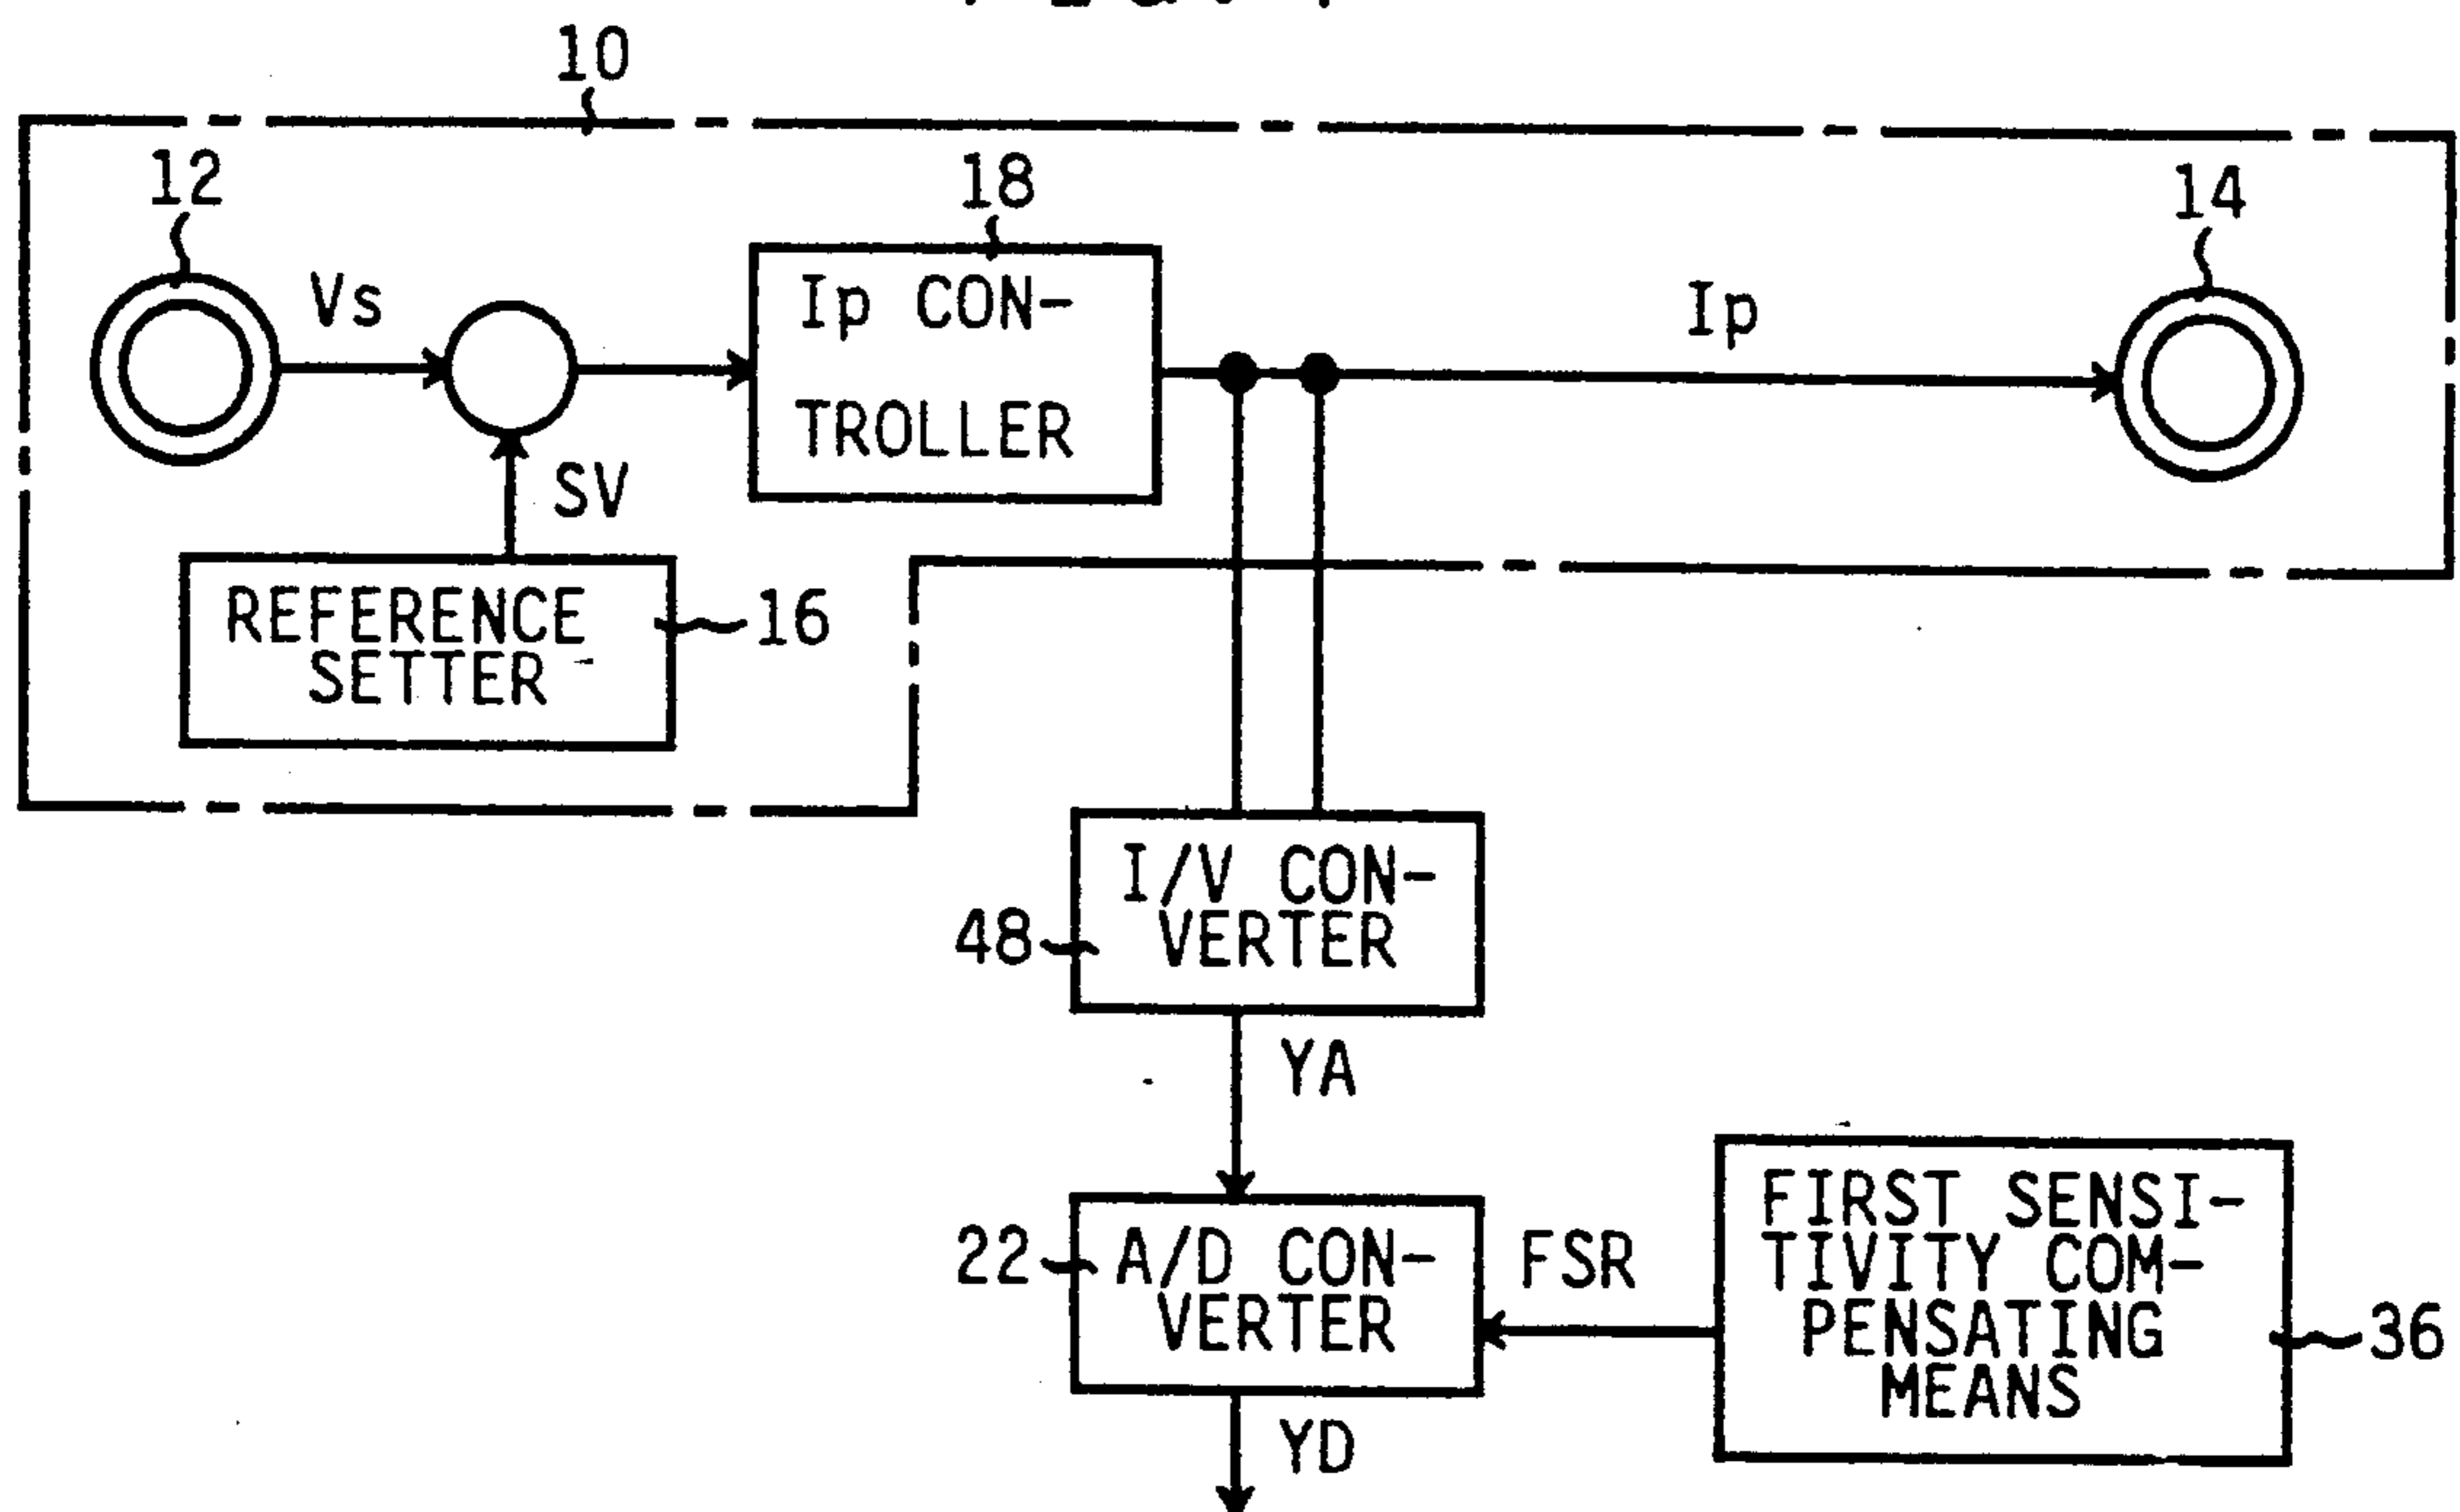 10
12
18
14
Vs
Ip CON-
TROLLER
Ip
SV
REFERENCE
SETTER
16
I/V CON-
VERTER
48
YA
22
A/D CON-
VERTER
FSR
FIRST SENSI-
TIVITY COM-
PENSATING
MEANS
36
YD